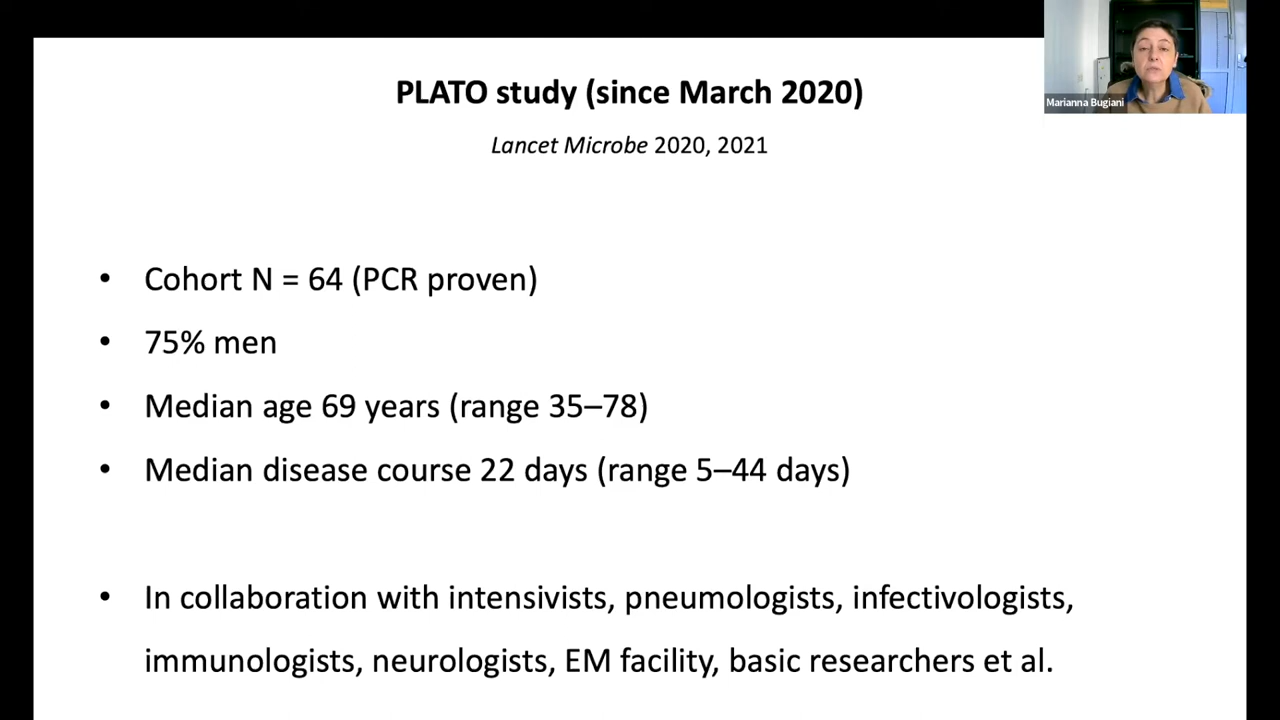 PLATO study (since March 2020)
Lancet Microbe 2020, 2021
Marianna Bugiani
• Cohort N = 64 (PCR proven)
• 75% men
• Median age 69 years (range 35–78)
• Median disease course 22 days (range 5–44 days)
• In collaboration with intensivists, pneumologists, infectivologists,
immunologists, neurologists, EM facility, basic researchers et al.